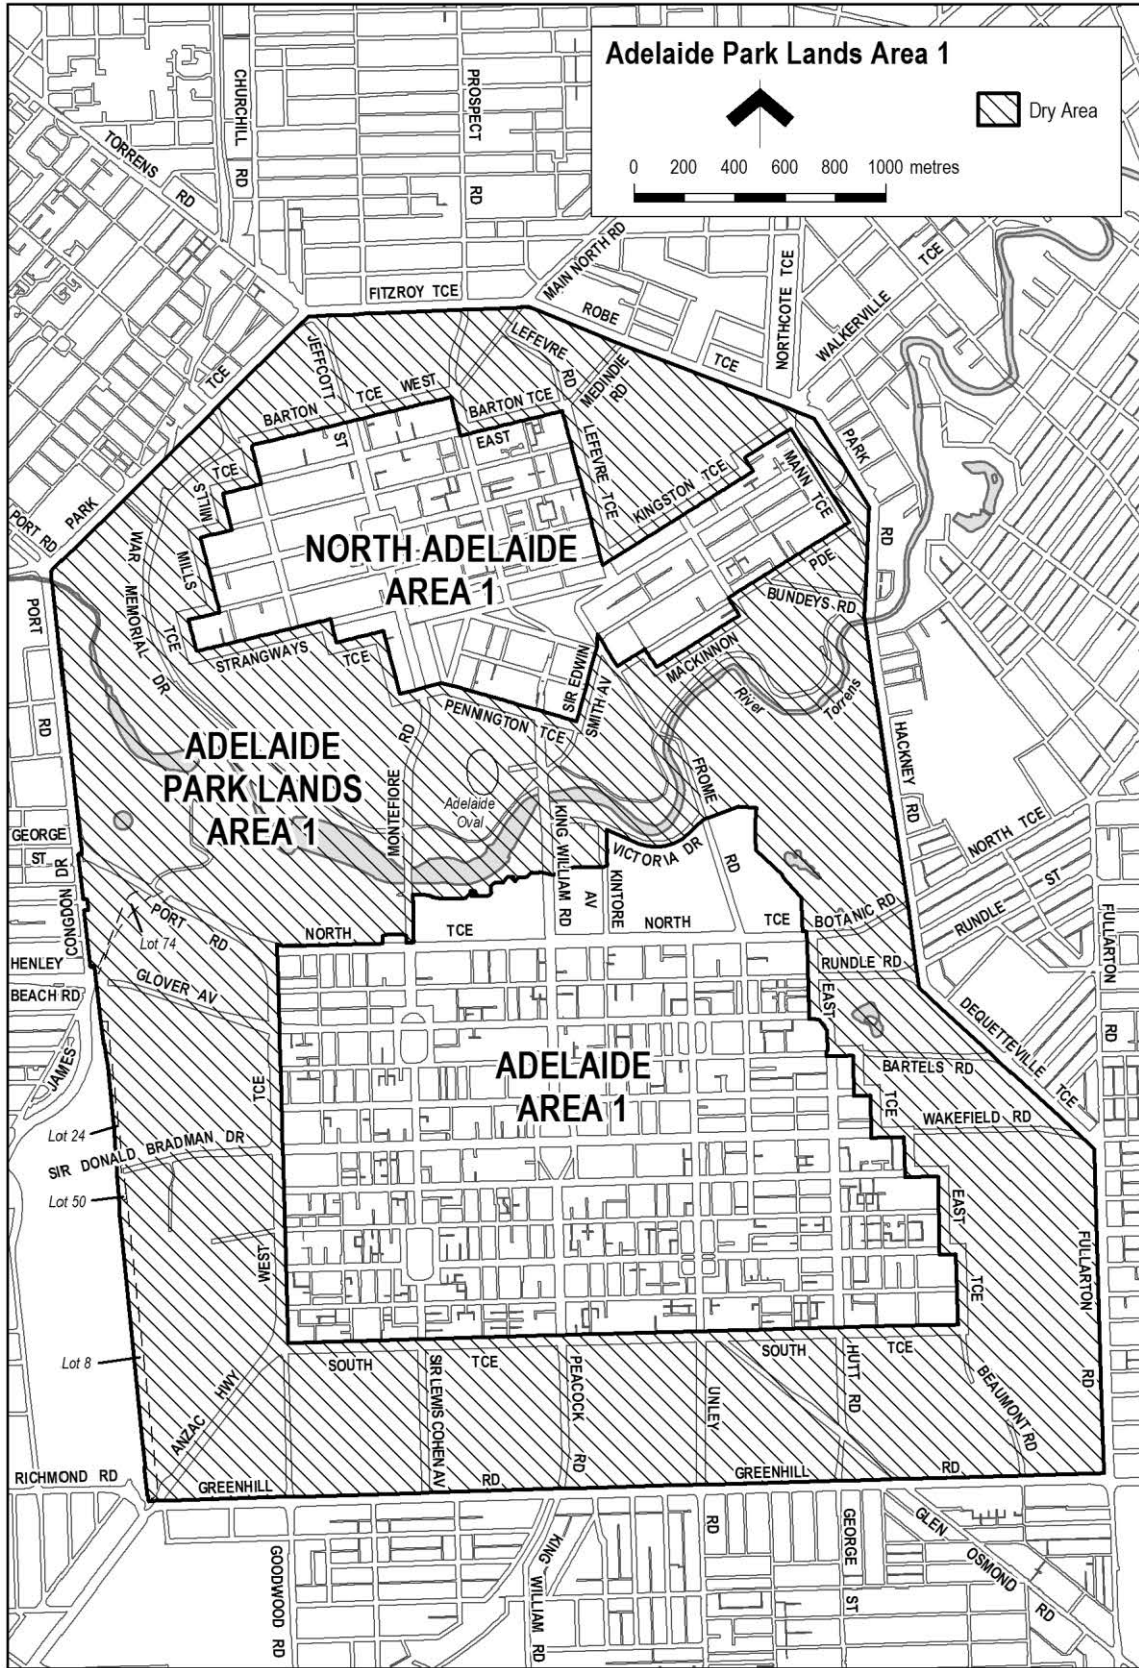 Adelaide Park Lands Area 1
Dry Area
0 200 400 600 800 1000 metres
CHURCHILL RD
PROSPECT RD
TORRENS RD
MAIN NORTH RD
NORTHCOTE TCE
WALKERVILLE TCE
FITZROY TCE
ROBE TCE
JEFFCOTT ST
LEFEVRE RD
MEDINDIE RD
BARTON TCE WEST
BARTON TCE EAST
LEFEVRE TCE
KINGSTON TCE
MANN TCE
PARK RD
PARK TCE
PORT RD
MILLS TCE
MILLS TCE
WAR MEMORIAL DR
NORTH ADELAIDE
AREA 1
PDE
BUNDEYS RD
MACKINNON
STRANGWAYS TCE
SIR EDWIN SMITH AV
PENNINGTON TCE
River Torrens
PORT RD
ADELAIDE
PARK LANDS
AREA 1
MONTEFIORE RD
Adelaide
Oval
FROME RD
HACKNEY RD
KING WILLIAM RD
VICTORIA DR
KINTORE AV
NORTH TCE
GEORGE ST
CONGDON DR
PORT RD
Lot 74
NORTH TCE
NORTH TCE
BOTANIC RD
RUNDLE ST
RUNDLE RD
FULLARTON RD
HENLEY BEACH RD
GLOVER AV
EAST TCE
DEQUETTEVILLE TCE
JAMES
ADELAIDE
AREA 1
BARTELS RD
WAKEFIELD RD
Lot 24
SIR DONALD BRADMAN DR
Lot 50
WEST TCE
EAST TCE
FULLARTON RD
Lot 8
ANZAC HWY
SOUTH TCE
SOUTH TCE
SIR LEWIS COHEN AV
PEACOCK RD
UNLEY RD
HUTT RD
BEAUMONT RD
RICHMOND RD
GREENHILL RD
GREENHILL RD
GOODWOOD RD
KING WILLIAM RD
GEORGE ST
GLEN OSMOND RD